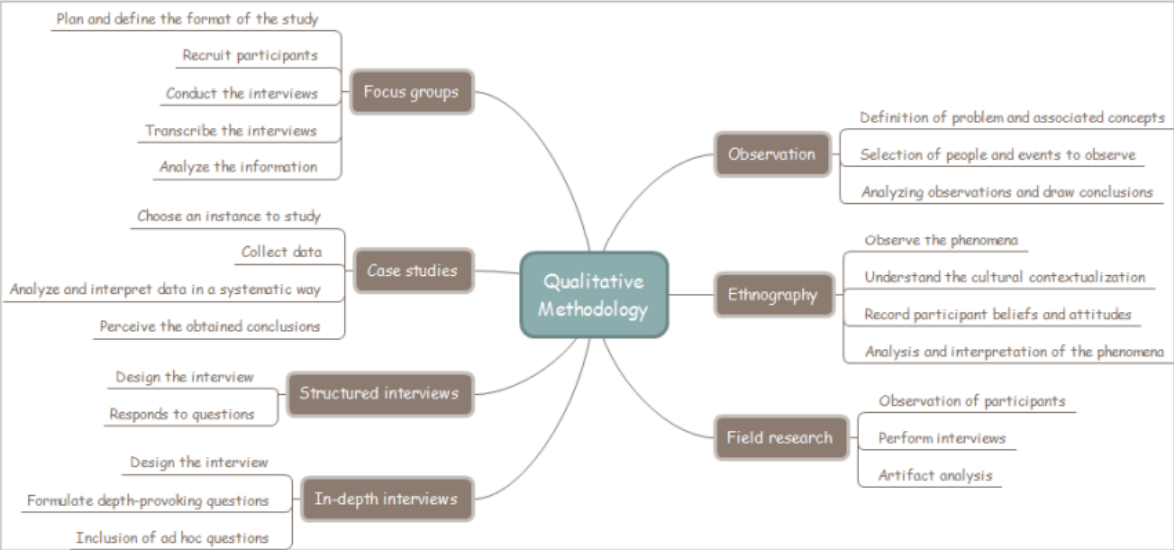 Qualitative
Methodology
Focus groups
Plan and define the format of the study
Recruit participants
Conduct the interviews
Transcribe the interviews
Analyze the information
Case studies
Choose an instance to study
Collect data
Analyze and interpret data in a systematic way
Perceive the obtained conclusions
Structured interviews
Design the interview
Responds to questions
In-depth interviews
Design the interview
Formulate depth-provoking questions
Inclusion of ad hoc questions
Observation
Definition of problem and associated concepts
Selection of people and events to observe
Analyzing observations and draw conclusions
Ethnography
Observe the phenomena
Understand the cultural contextualization
Record participant beliefs and attitudes
Analysis and interpretation of the phenomena
Field research
Observation of participants
Perform interviews
Artifact analysis